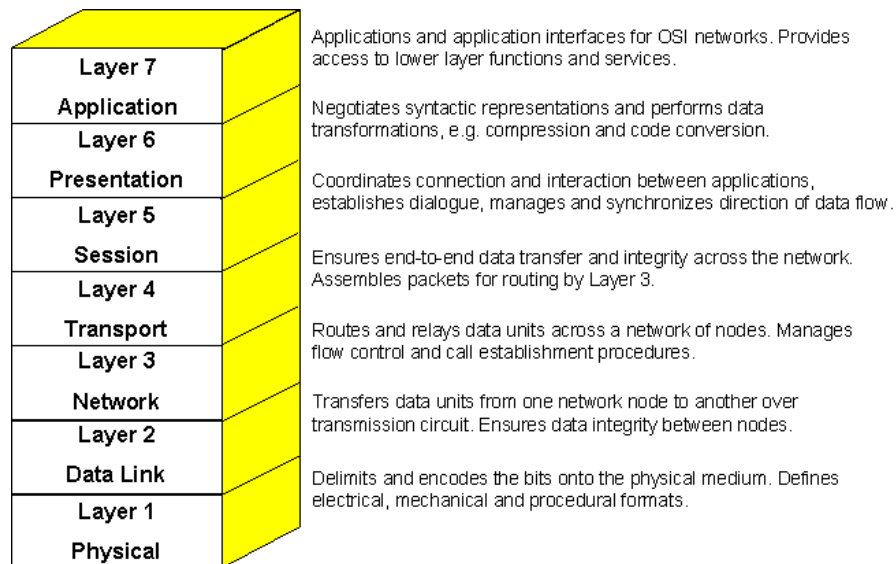 Layer 7
Application
Applications and application interfaces for OSI networks. Provides
access to lower layer functions and services.
Layer 6
Presentation
Negotiates syntactic representations and performs data
transformations, e.g. compression and code conversion.
Layer 5
Session
Coordinates connection and interaction between applications,
establishes dialogue, manages and synchronizes direction of data flow.
Layer 4
Transport
Ensures end-to-end data transfer and integrity across the network.
Assembles packets for routing by Layer 3.
Layer 3
Network
Routes and relays data units across a network of nodes. Manages
flow control and call establishment procedures.
Layer 2
Data Link
Transfers data units from one network node to another over
transmission circuit. Ensures data integrity between nodes.
Layer 1
Physical
Delimits and encodes the bits onto the physical medium. Defines
electrical, mechanical and procedural formats.